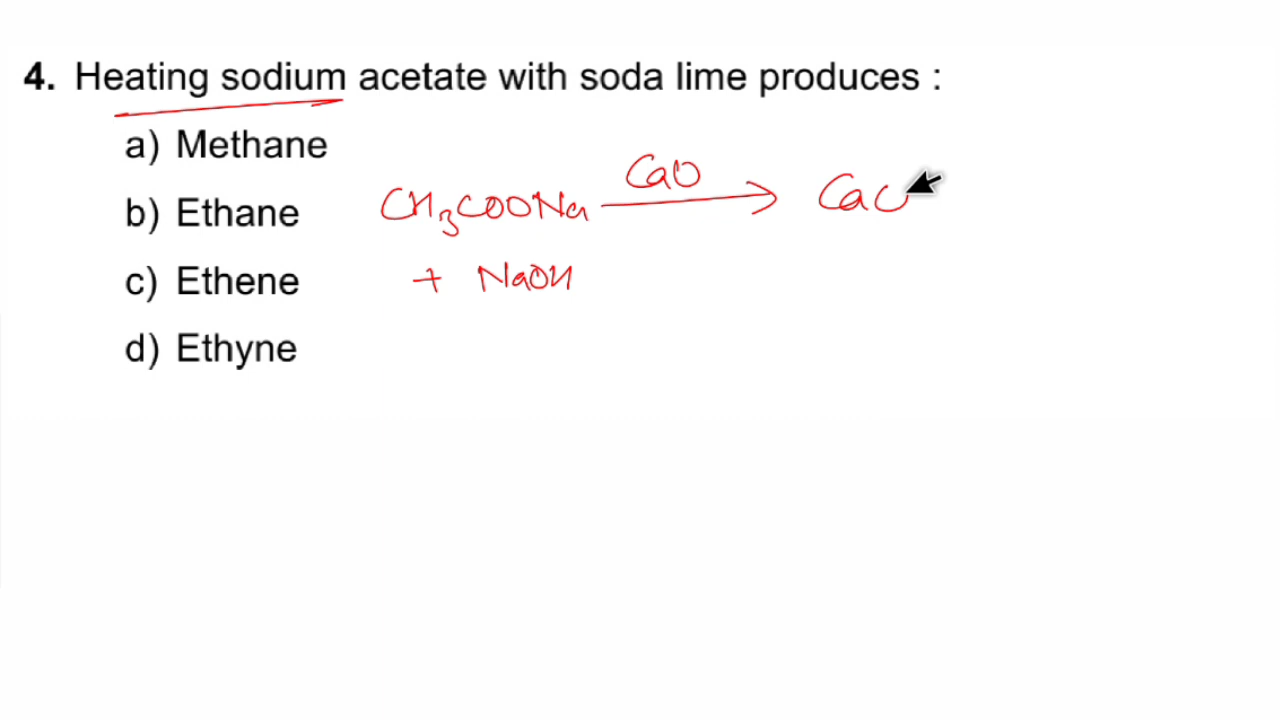 4. Heating sodium acetate with soda lime produces :
a) Methane
b) Ethane
c) Ethene
d) Ethyne
CH₃COONa —CaO→ CaC
+ NaOH